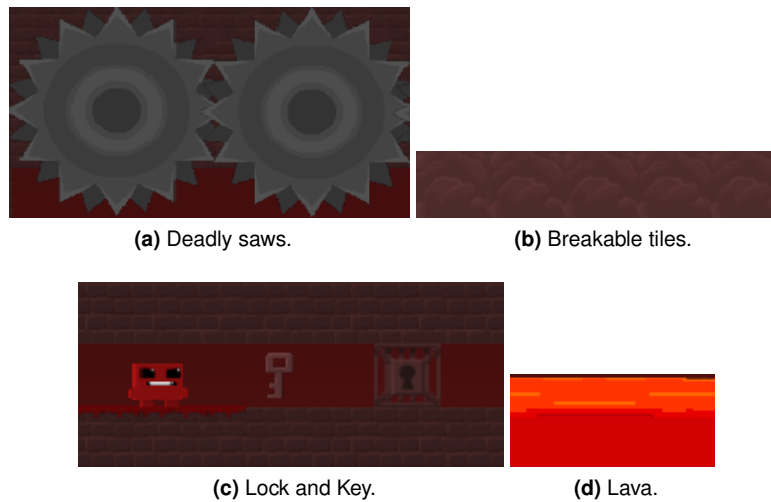 (a) Deadly saws.
(b) Breakable tiles.
(c) Lock and Key.
(d) Lava.